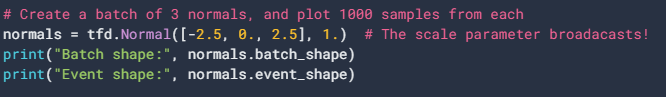 # Create a batch of 3 normals, and plot 1000 samples from each
normals = tfd.Normal([-2.5, 0., 2.5], 1.)  # The scale parameter broadacasts!
print("Batch shape:", normals.batch_shape)
print("Event shape:", normals.event_shape)